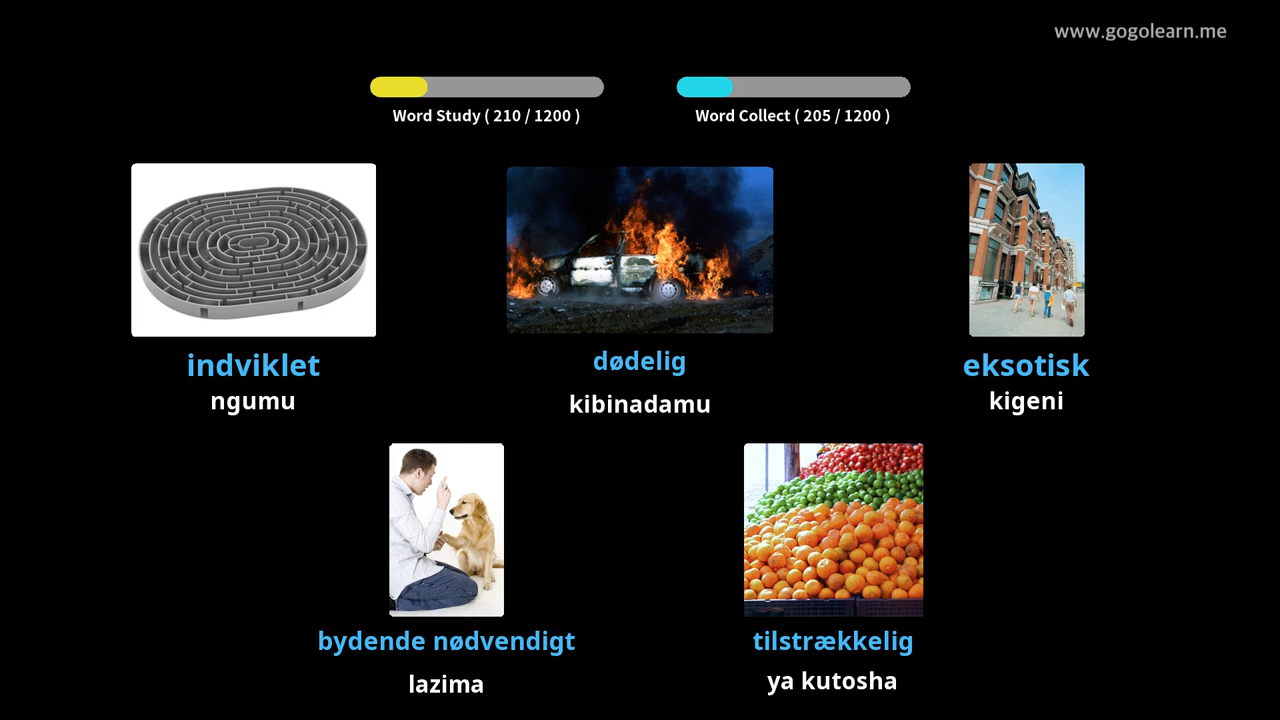 www.gogolearn.me
Word Study ( 210 / 1200 )
Word Collect ( 205 / 1200 )
indviklet
ngumu
dødelig
kibinadamu
eksotisk
kigeni
bydende nødvendigt
lazima
tilstrækkelig
ya kutosha